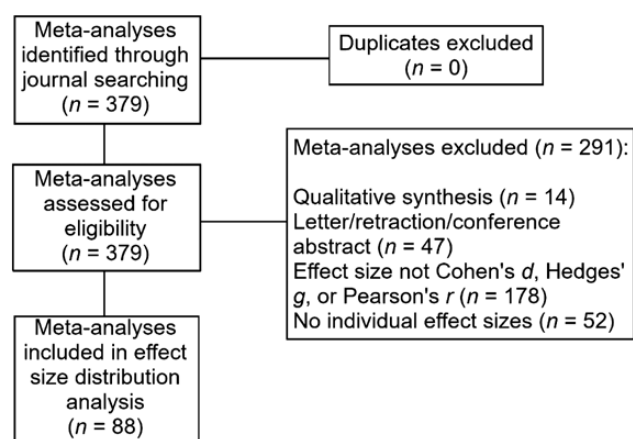 Meta-analyses
identified through
journal searching
(n = 379)
Duplicates excluded
(n = 0)
Meta-analyses
assessed for
eligibility
(n = 379)
Meta-analyses excluded (n = 291):
Qualitative synthesis (n = 14)
Letter/retraction/conference
abstract (n = 47)
Effect size not Cohen's d, Hedges'
g, or Pearson's r (n = 178)
No individual effect sizes (n = 52)
Meta-analyses
included in effect
size distribution
analysis
(n = 88)